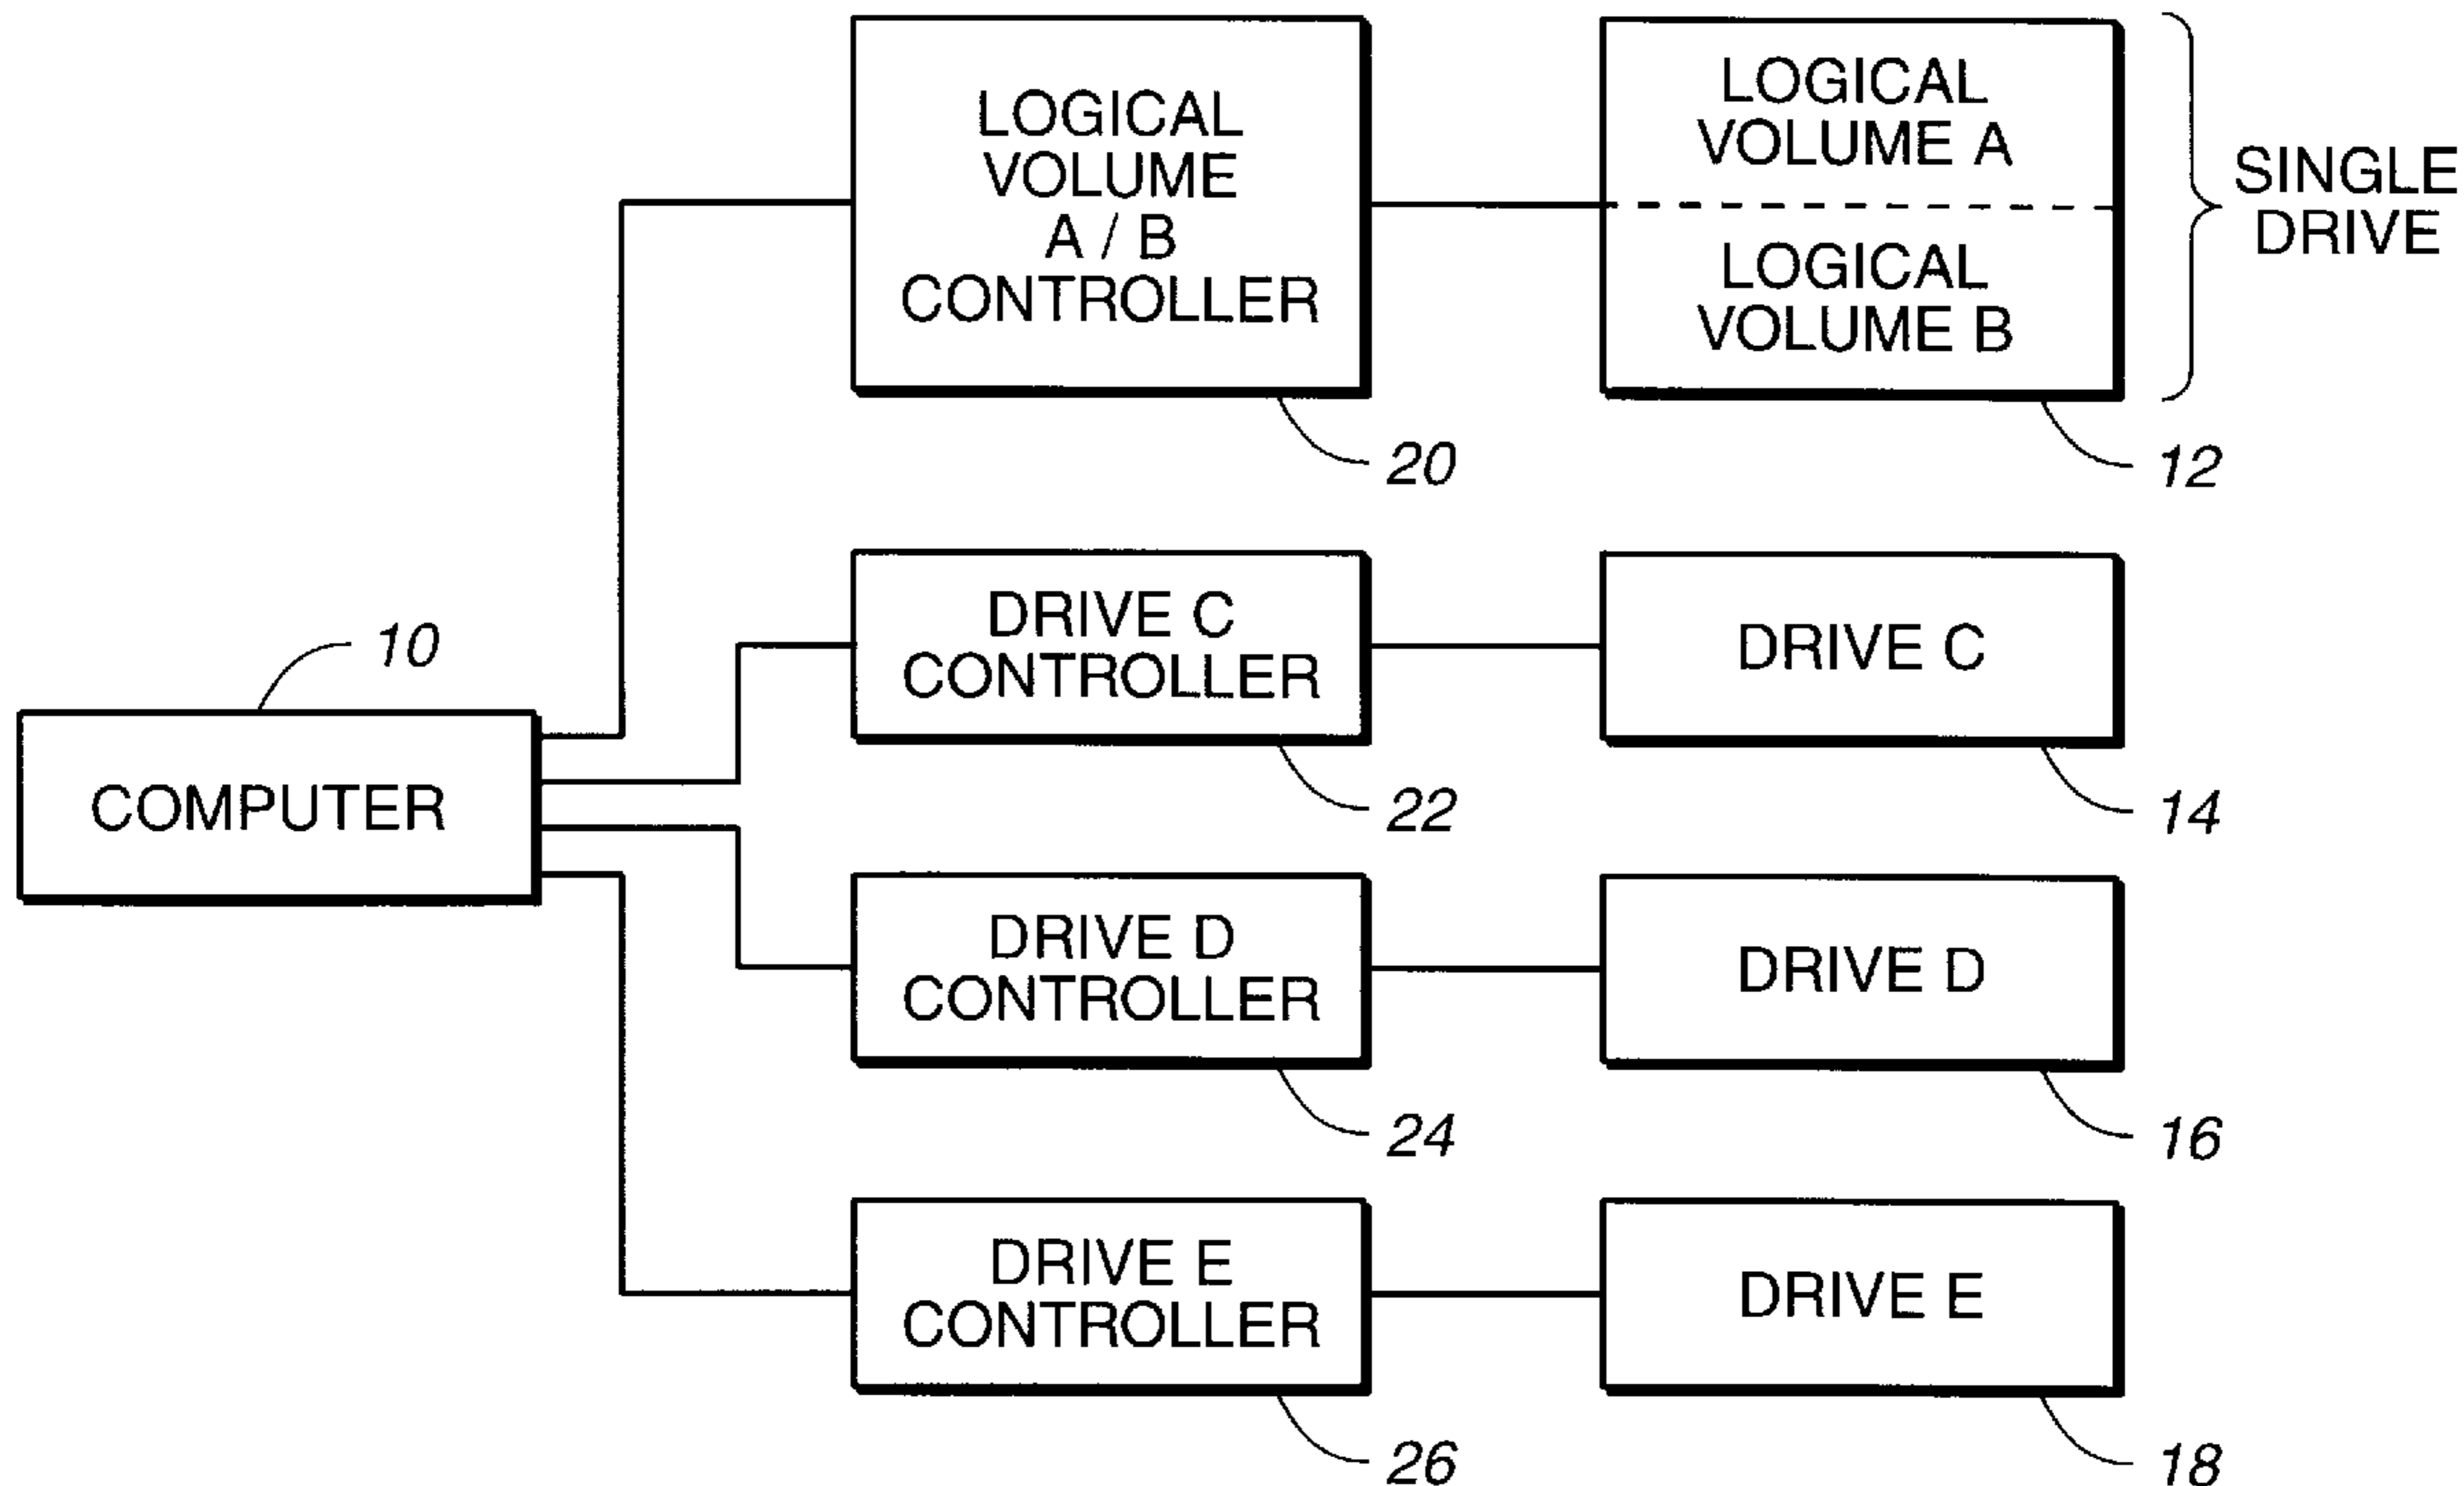 LOGICAL
VOLUME
A / B
CONTROLLER
20
LOGICAL
VOLUME A
LOGICAL
VOLUME B
12
SINGLE
DRIVE
10
COMPUTER
DRIVE C
CONTROLLER
22
DRIVE C
14
DRIVE D
CONTROLLER
24
DRIVE D
16
DRIVE E
CONTROLLER
26
DRIVE E
18